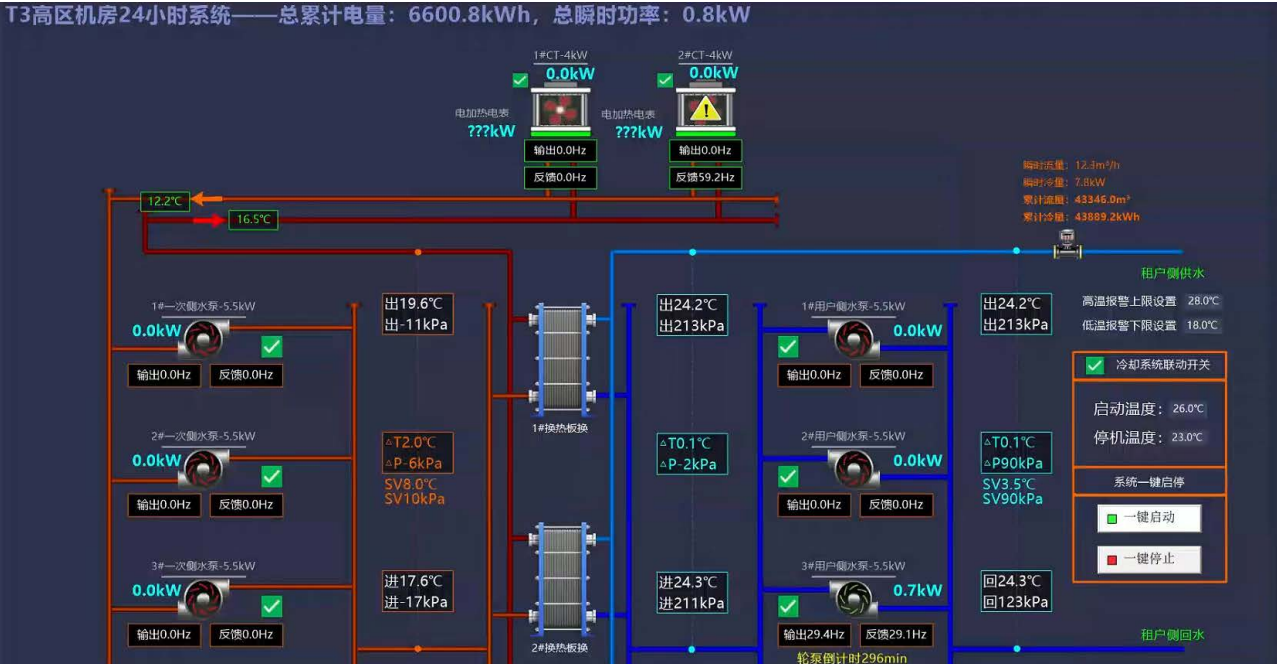 T3高区机房24小时系统——总累计电量：6600.8kWh，总瞬时功率：0.8kW
1#CT-4kW
0.0kW
2#CT-4kW
0.0kW
电加热电表
???kW
电加热电表
???kW
输出0.0Hz
反馈0.0Hz
输出0.0Hz
反馈59.2Hz
瞬时流量：12.3m³/h
瞬时冷量：7.8kW
累计流量：43346.0m³
累计冷量：43889.2kWh
12.2℃
16.5℃
租户侧供水
高温报警上限设置 28.0℃
低温报警下限设置 18.0℃
1#一次侧水泵-5.5kW
0.0kW
输出0.0Hz
反馈0.0Hz
出19.6℃
出-11kPa
1#换热板换
出24.2℃
出213kPa
1#用户侧水泵-5.5kW
0.0kW
输出0.0Hz
反馈0.0Hz
出24.2℃
出213kPa
冷却系统联动开关
启动温度：26.0℃
停机温度：23.0℃
系统一键启停
一键启动
一键停止
2#一次侧水泵-5.5kW
0.0kW
输出0.0Hz
反馈0.0Hz
△T2.0℃
△P-6kPa
SV8.0℃
SV10kPa
△T0.1℃
△P-2kPa
2#用户侧水泵-5.5kW
0.0kW
输出0.0Hz
反馈0.0Hz
△T0.1℃
△P90kPa
SV3.5℃
SV90kPa
3#一次侧水泵-5.5kW
0.0kW
输出0.0Hz
反馈0.0Hz
进17.6℃
进-17kPa
2#换热板换
进24.3℃
进211kPa
3#用户侧水泵-5.5kW
0.7kW
输出29.4Hz
反馈29.1Hz
轮泵倒计时296min
回24.3℃
回123kPa
租户侧回水